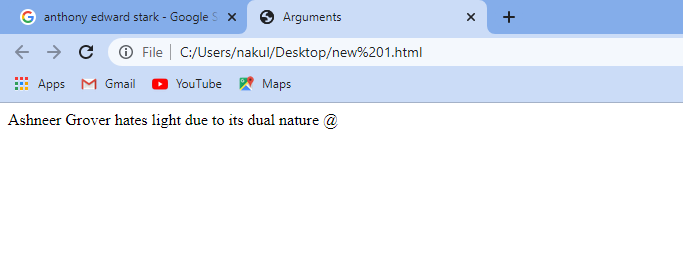 anthony edward stark - Google S
Arguments
File | C:/Users/nakul/Desktop/new%201.html
Apps Gmail YouTube Maps
Ashneer Grover hates light due to its dual nature @